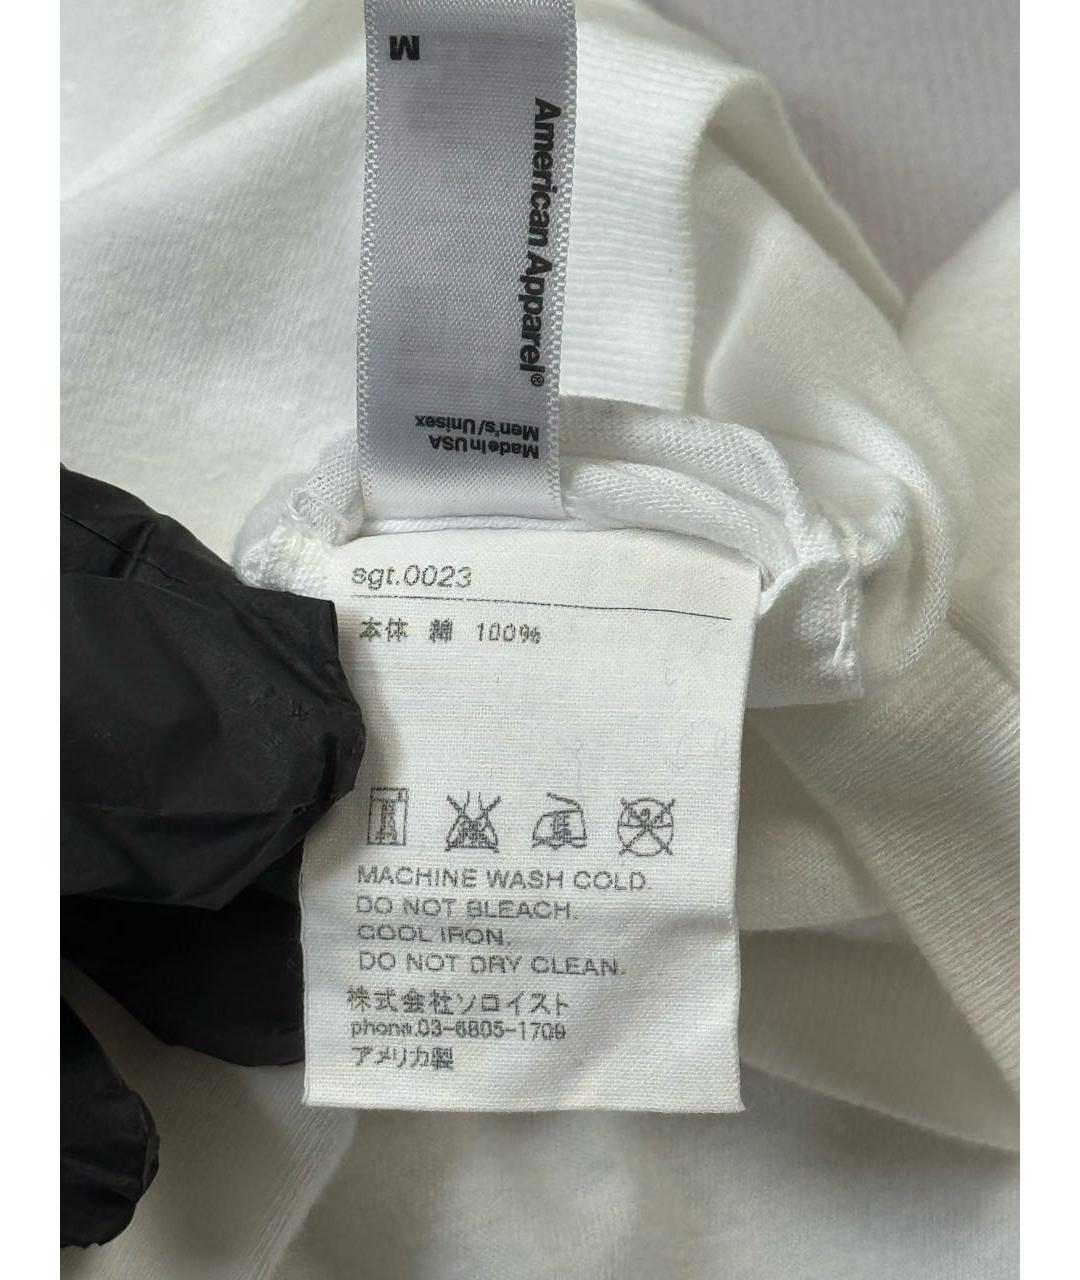 M
American Apparel®
Made in USA
Men's/Unisex
sgt.0023
本体 綿 100%
MACHINE WASH COLD.
DO NOT BLEACH.
COOL IRON.
DO NOT DRY CLEAN.
株式会社ソロイスト
phone.03-6805-1709
アメリカ製